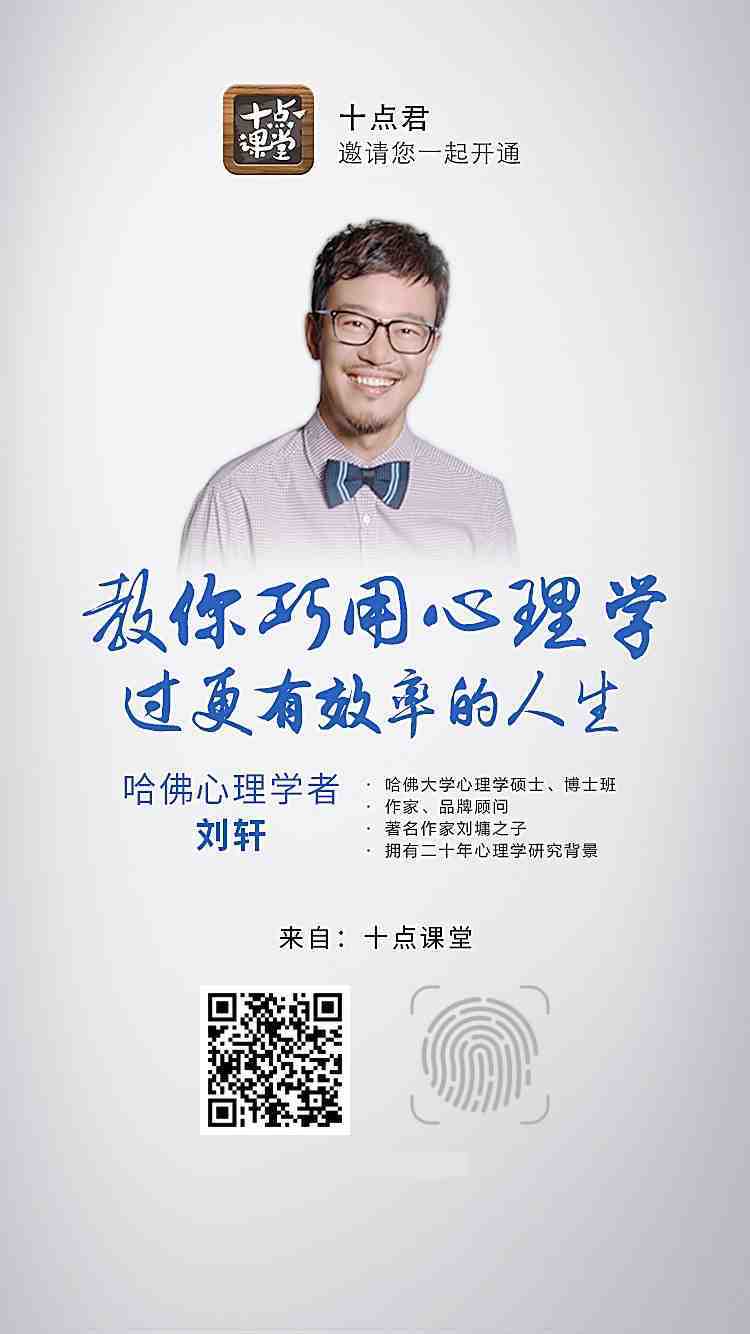 十点
课堂
十点君
邀请您一起开通
教你巧用心理学
过更有效率的人生
哈佛心理学者
刘轩
· 哈佛大学心理学硕士、博士班
· 作家、品牌顾问
· 著名作家刘墉之子
· 拥有二十年心理学研究背景
来自：十点课堂